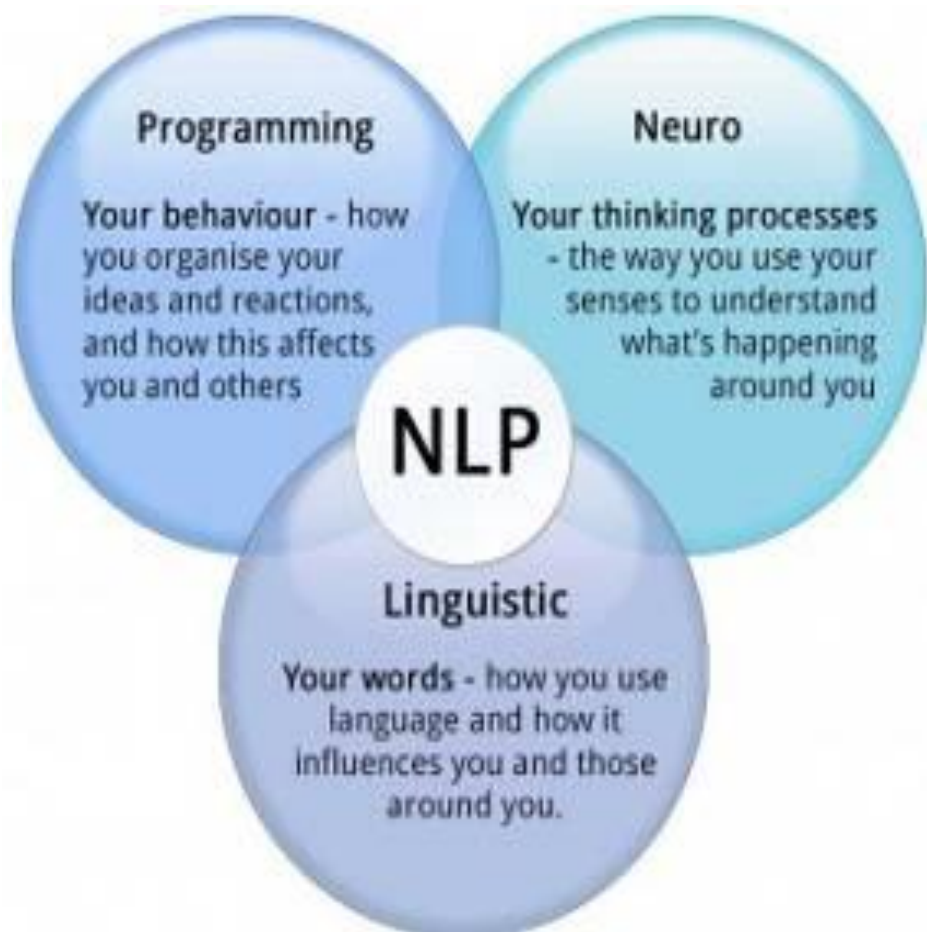 Programming
Your behaviour - how
you organise your
ideas and reactions,
and how this affects
you and others
Neuro
Your thinking processes
- the way you use your
senses to understand
what's happening
around you
NLP
Linguistic
Your words - how you use
language and how it
influences you and those
around you.